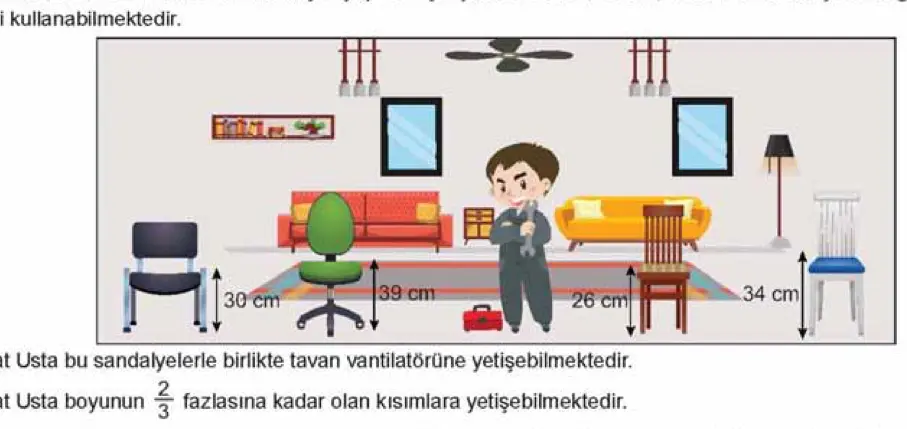 i kullanabilmektedir.
30 cm
39 cm
26 cm
34 cm
at Usta bu sandalyelerle birlikte tavan vantilatörüne yetişebilmektedir.
at Usta boyunun 2/3 fazlasına kadar olan kısımlara yetişebilmektedir.